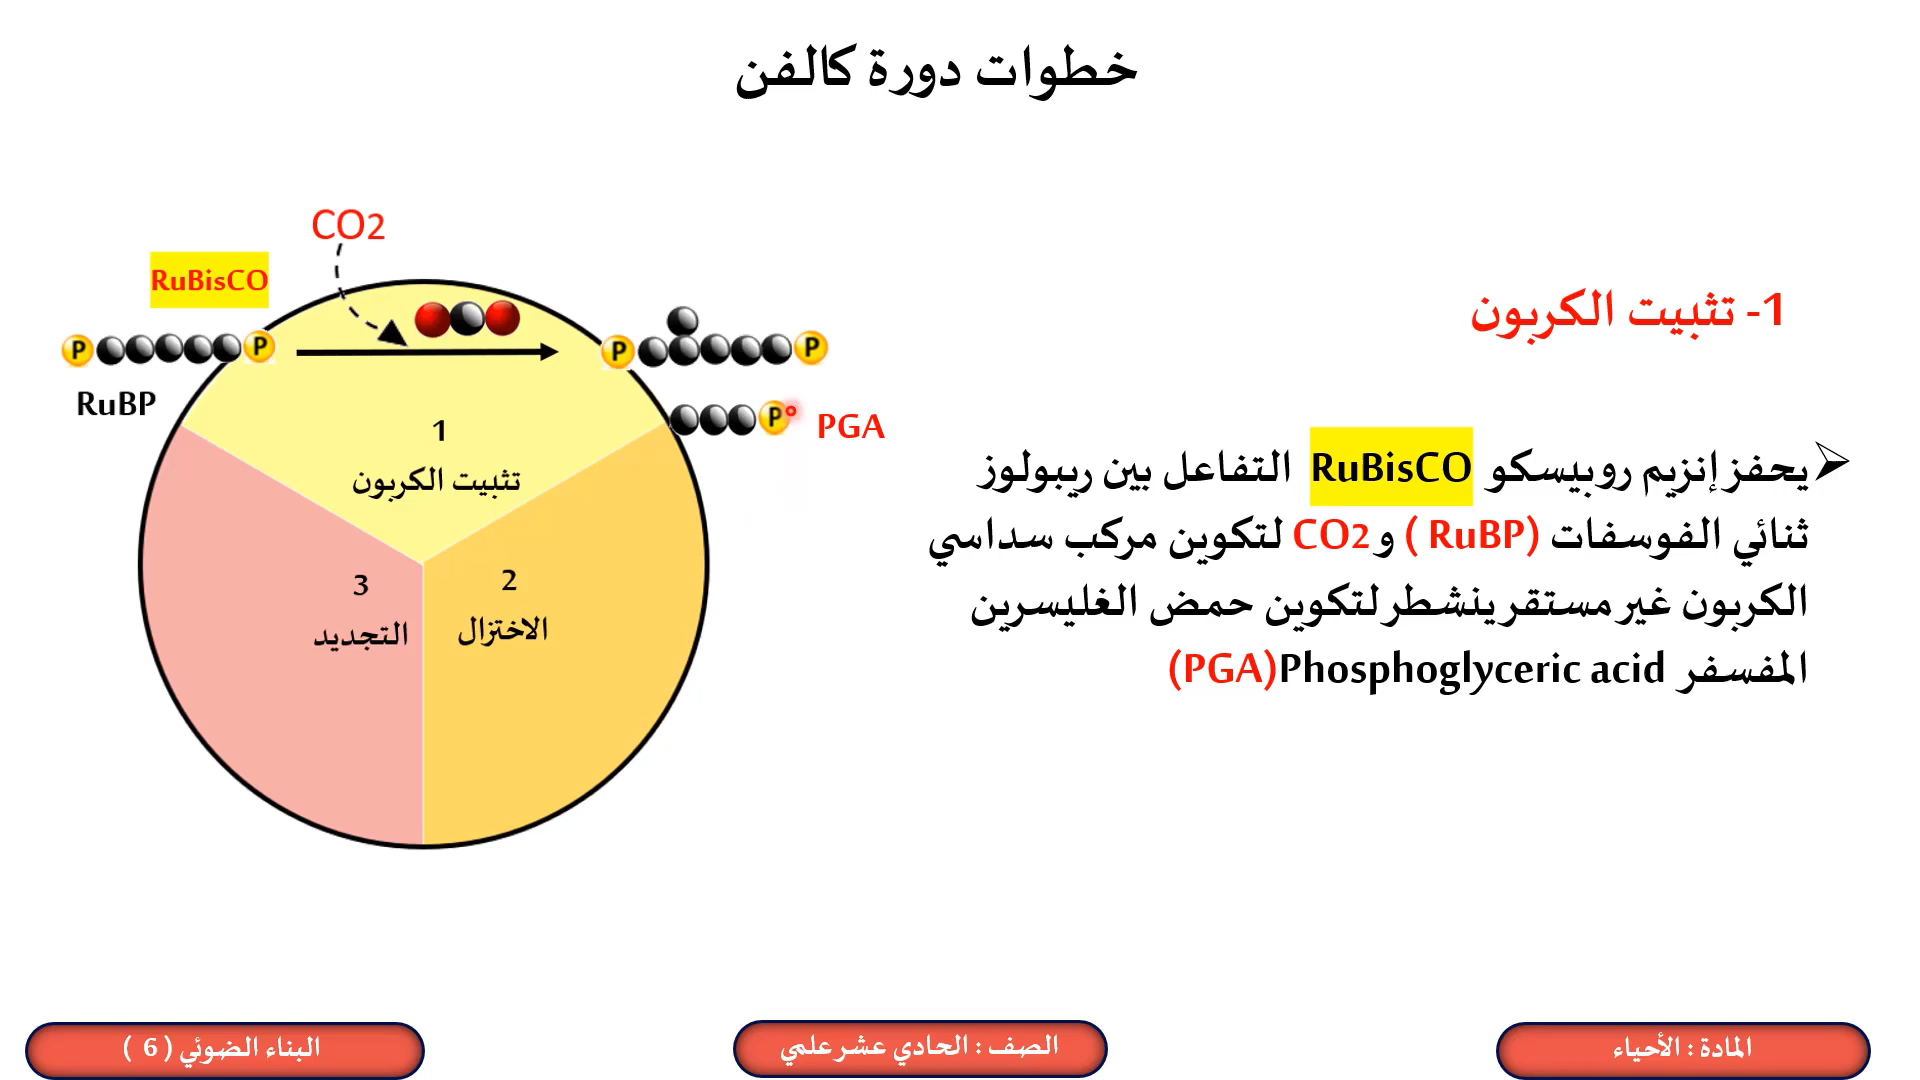 خطوات دورة كالفن
1- تثبيت الكربون
يحفز إنزيم روبيسكو RuBisCO التفاعل بين ريبولوز
ثنائي الفوسفات (RuBP ) و CO2 لتكوين مركب سداسي
الكربون غير مستقر ينشطر لتكوين حمض الغليسرين
المفسفر Phosphoglyceric acid(PGA)
CO2
RuBisCO
P
P
P
P
RuBP
P
PGA
1
تثبيت الكربون
2
الاختزال
3
التجديد
المادة : الأحياء
الصف : الحادي عشر علمي
البناء الضوئي ( 6 )